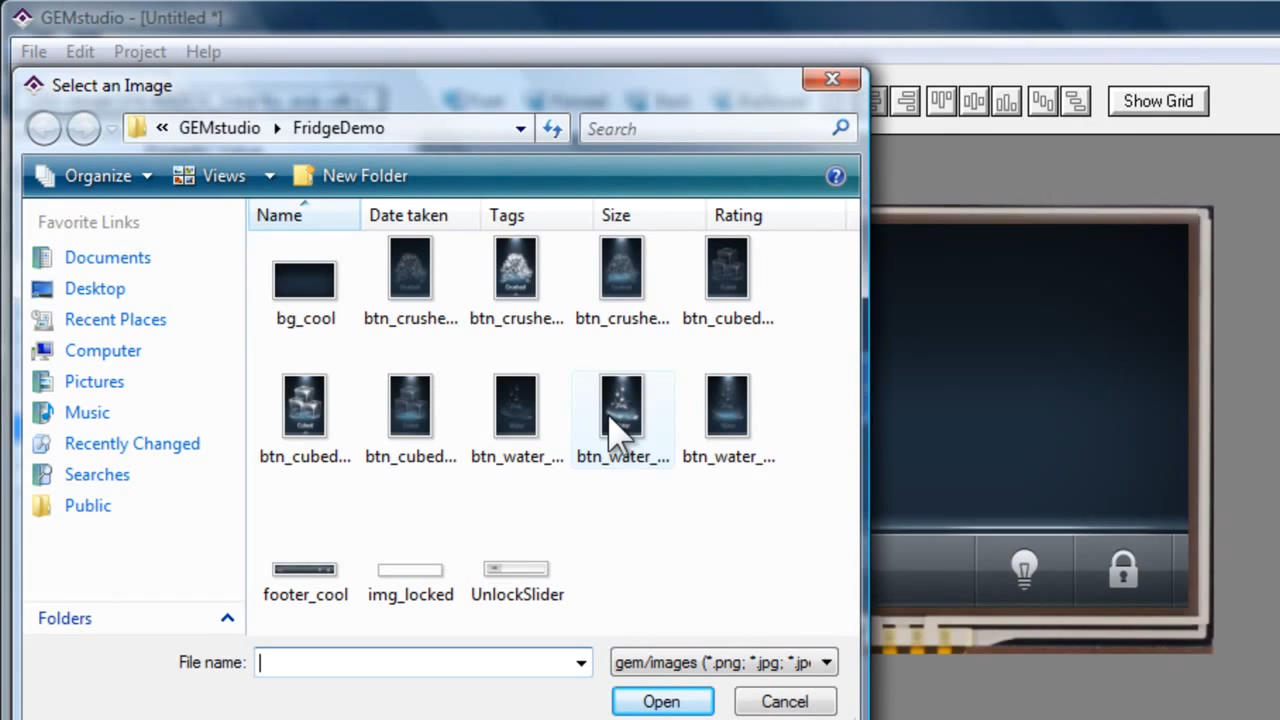 GEMstudio - [Untitled *]
File Edit Project Help
Select an Image
« GEMstudio FridgeDemo
Search
Show Grid
Organize Views New Folder
Favorite Links
Name Date taken Tags Size Rating
Documents
Desktop
Recent Places
Computer
Pictures
Music
Recently Changed
Searches
Public
Folders
bg_cool btn_crushe... btn_crushe... btn_crushe... btn_cubed...
btn_cubed... btn_cubed... btn_water_... btn_water_... btn_water_...
footer_cool img_locked UnlockSlider
File name:
gem/images (*.png; *.jpg; *.jp
Open Cancel